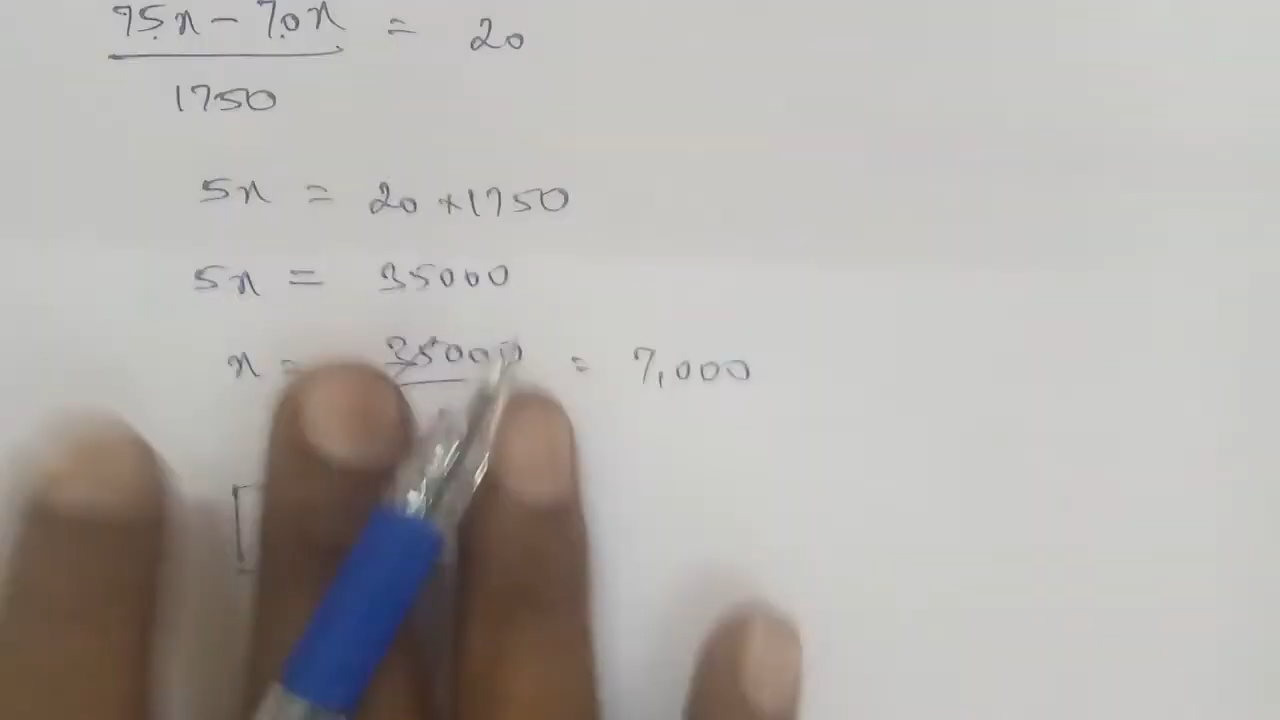 75x - 70x = 20
1750
5x = 20 × 1750
5x = 35000
x = 35000 = 7,000